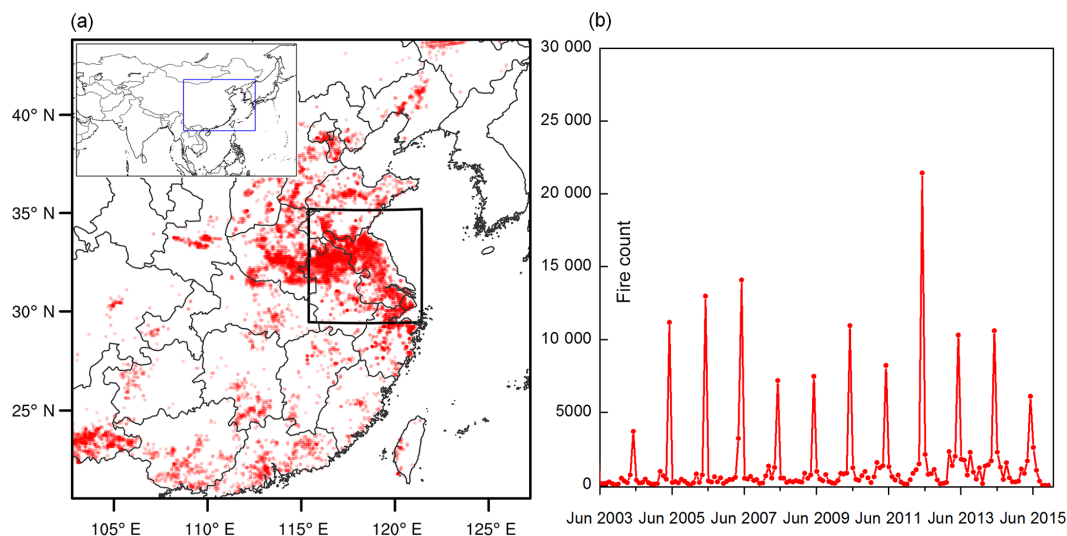 (a)
40° N
35° N
30° N
25° N
105° E 110° E 115° E 120° E 125° E
(b)
30 000
25 000
20 000
15 000
10 000
5000
0
Fire count
Jun 2003 Jun 2005 Jun 2007 Jun 2009 Jun 2011 Jun 2013 Jun 2015